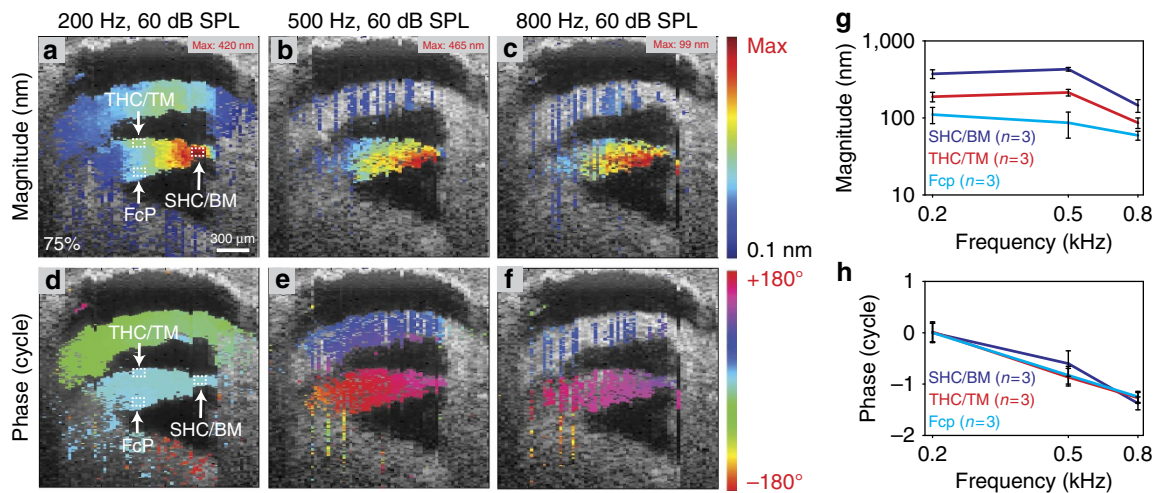 200 Hz, 60 dB SPL
500 Hz, 60 dB SPL
800 Hz, 60 dB SPL
a
Max: 420 nm
THC/TM
FcP
SHC/BM
75%
300 µm
b
Max: 465 nm
c
Max: 99 nm
Magnitude (nm)
Max
0.1 nm
d
THC/TM
FcP
SHC/BM
e
f
Phase (cycle)
+180°
−180°
g
1,000
100
10
Magnitude (nm)
SHC/BM (n=3)
THC/TM (n=3)
Fcp (n=3)
0.2
0.5
0.8
Frequency (kHz)
h
1
0
−1
−2
Phase (cycle)
SHC/BM (n=3)
THC/TM (n=3)
Fcp (n=3)
0.2
0.5
0.8
Frequency (kHz)